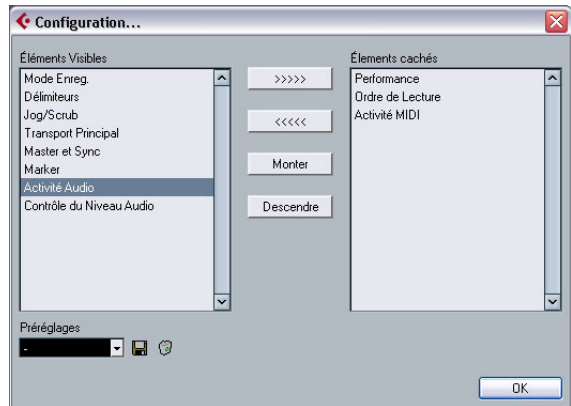 Configuration...
Éléments Visibles
Mode Enreg.
Délimiteurs
Jog/Scrub
Transport Principal
Master et Sync
Marker
Activité Audio
Contrôle du Niveau Audio
>>>>>
<<<<<
Monter
Descendre
Élements cachés
Performance
Ordre de Lecture
Activité MIDI
Préréglages
-
OK